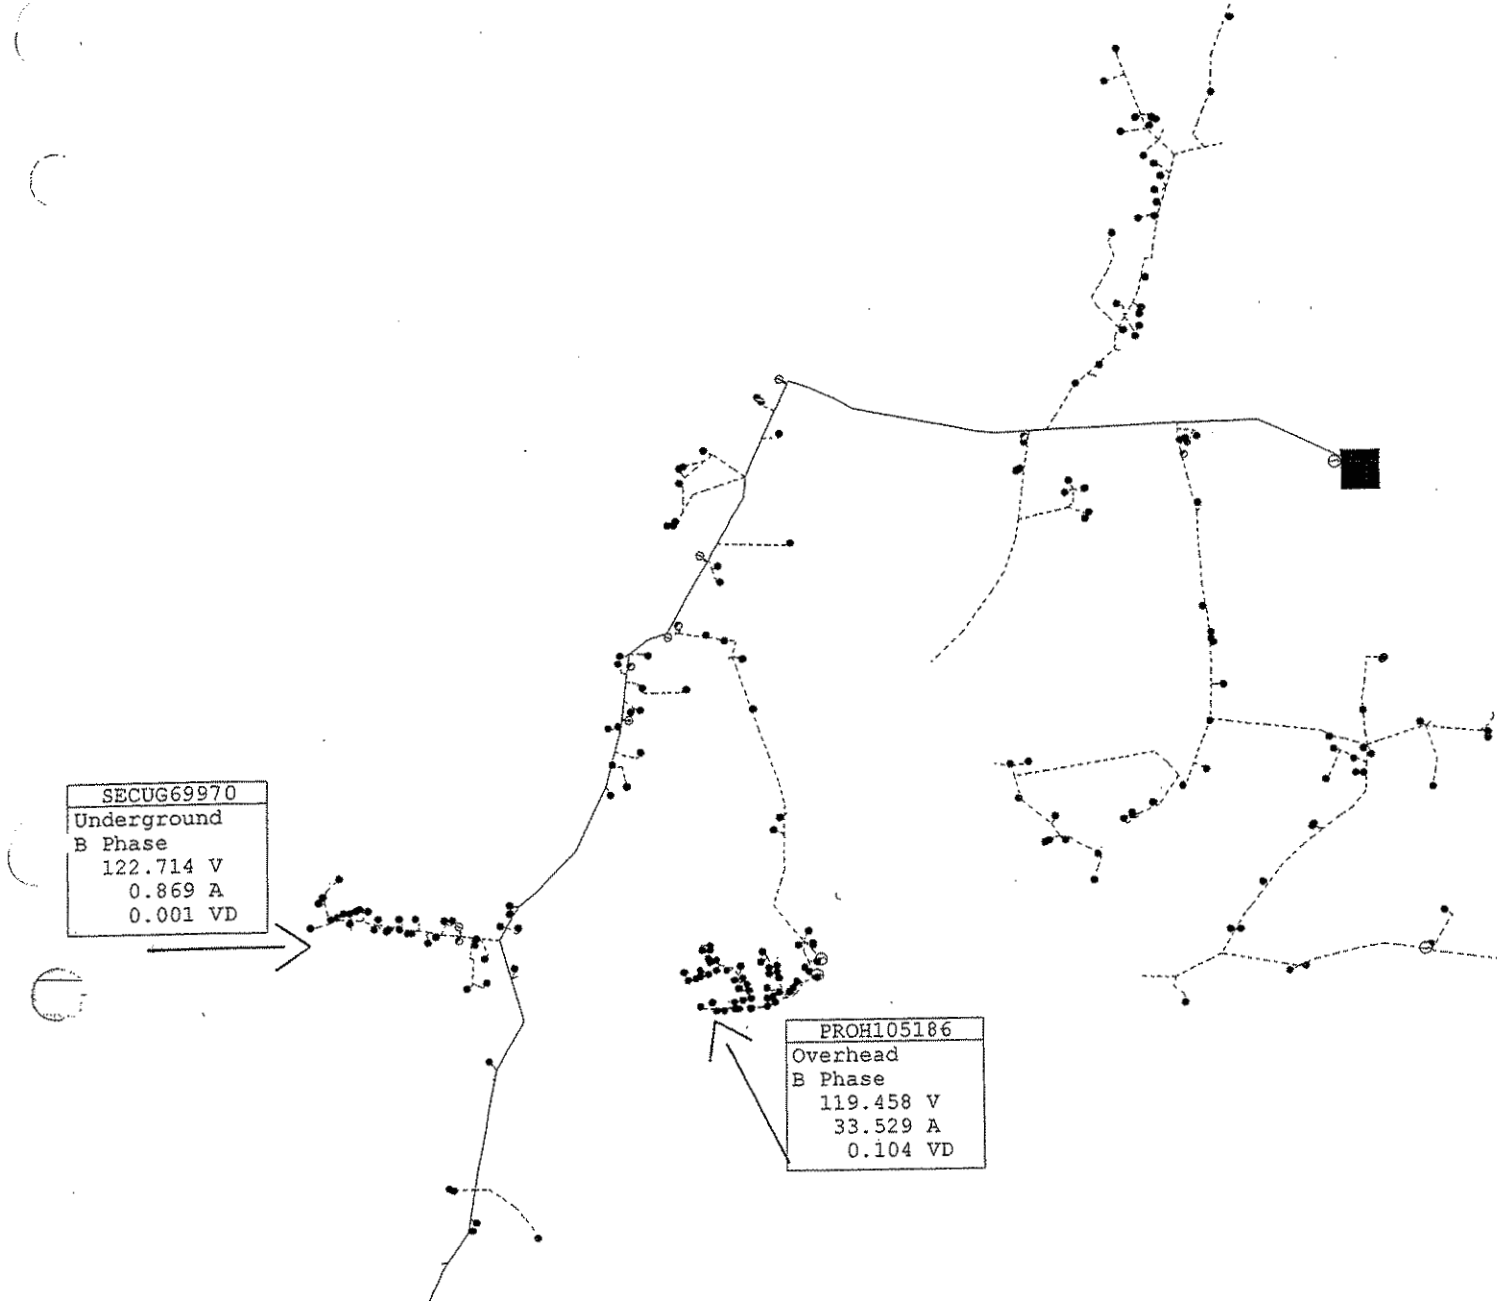 SECUG69970
Underground
B Phase
122.714 V
0.869 A
0.001 VD
PROH105186
Overhead
B Phase
119.458 V
33.529 A
0.104 VD